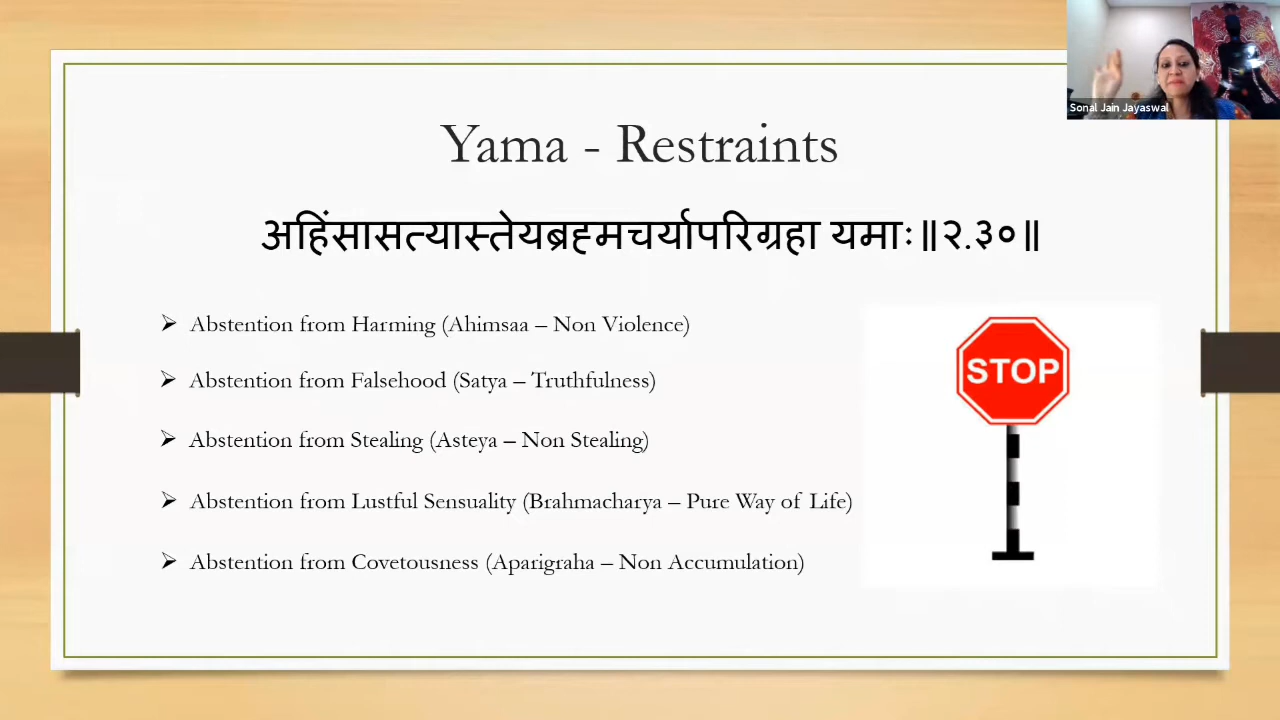 Sonal Jain Jayaswal
Yama - Restraints
अहिंसासत्यास्तेयब्रह्मचर्यापरिग्रहा यमाः॥२.३०॥
➢ Abstention from Harming (Ahimsaa – Non Violence)
➢ Abstention from Falsehood (Satya – Truthfulness)
➢ Abstention from Stealing (Asteya – Non Stealing)
➢ Abstention from Lustful Sensuality (Brahmacharya – Pure Way of Life)
➢ Abstention from Covetousness (Aparigraha – Non Accumulation)
STOP